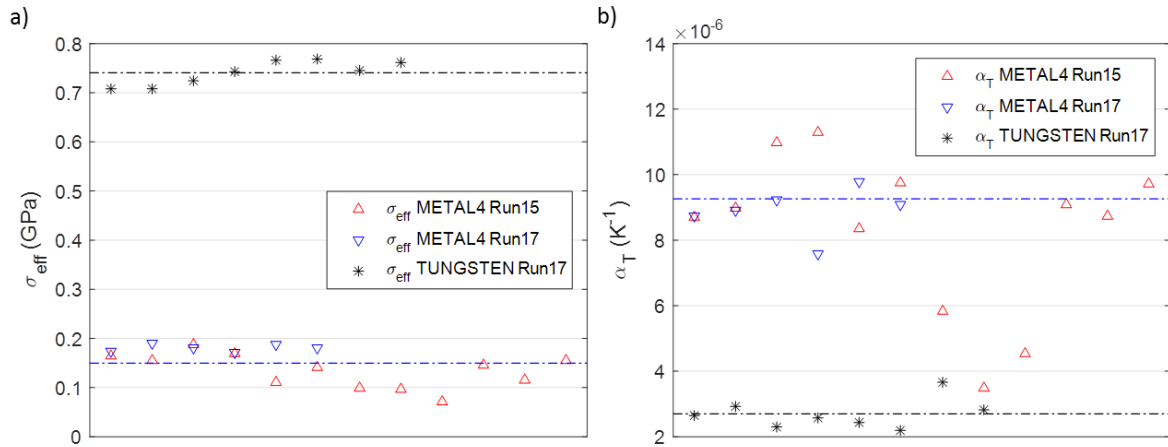 a)
0.8
0.7
0.6
0.5
0.4
0.3
0.2
0.1
0
σeff (GPa)
σeff METAL4 Run15
σeff METAL4 Run17
σeff TUNGSTEN Run17
b)
×10-6
14
12
10
8
6
4
2
αT (K-1)
αT METAL4 Run15
αT METAL4 Run17
αT TUNGSTEN Run17